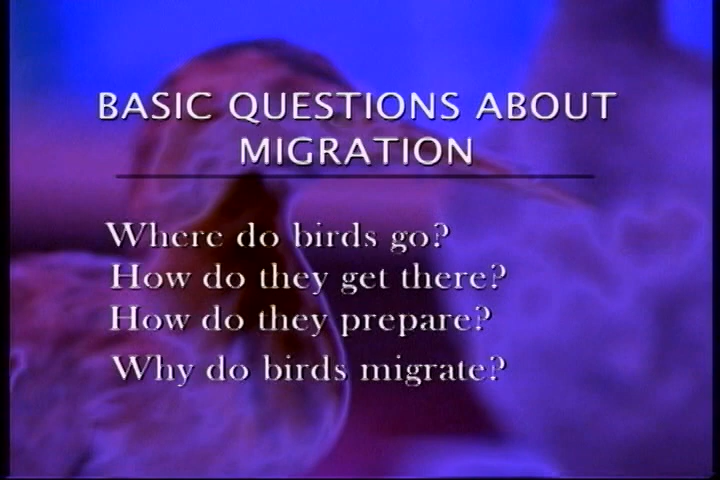 BASIC QUESTIONS ABOUT
MIGRATION
Where do birds go?
How do they get there?
How do they prepare?
Why do birds migrate?